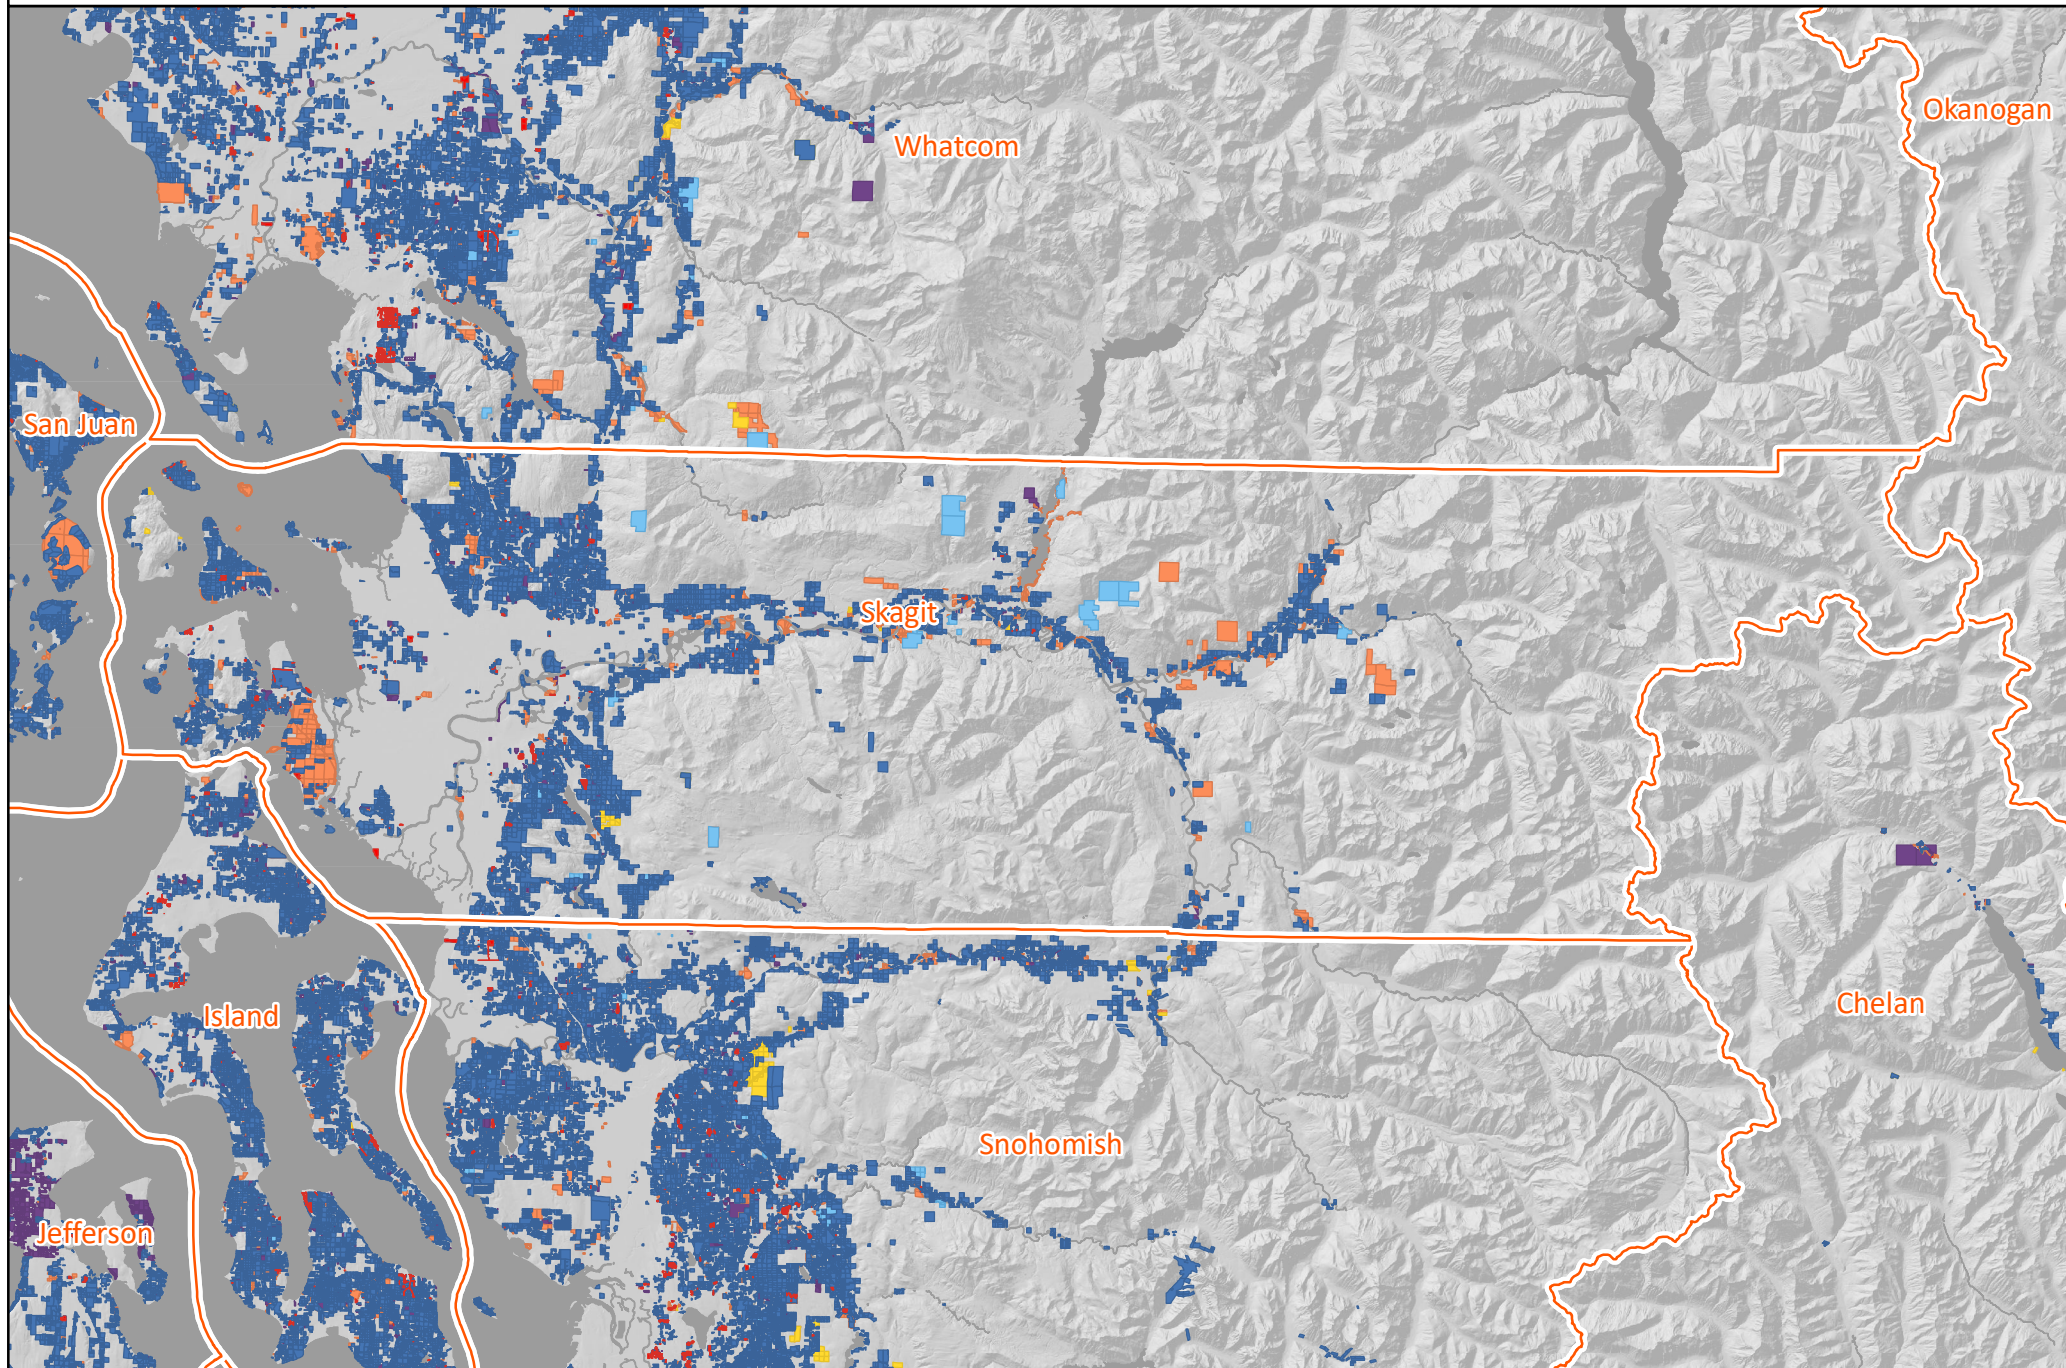 Okanogan
Whatcom
San Juan
Skagit
Chelan
Island
Snohomish
Jefferson